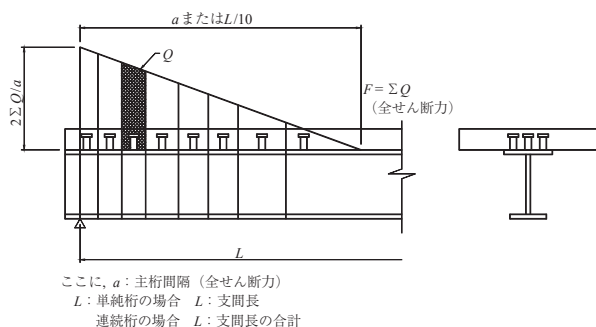 aまたはL/10
Q
2ΣQ/a
F = ΣQ
（全せん断力）
L
ここに, a：主桁間隔（全せん断力）
L：単純桁の場合　L：支間長
連続桁の場合　L：支間長の合計